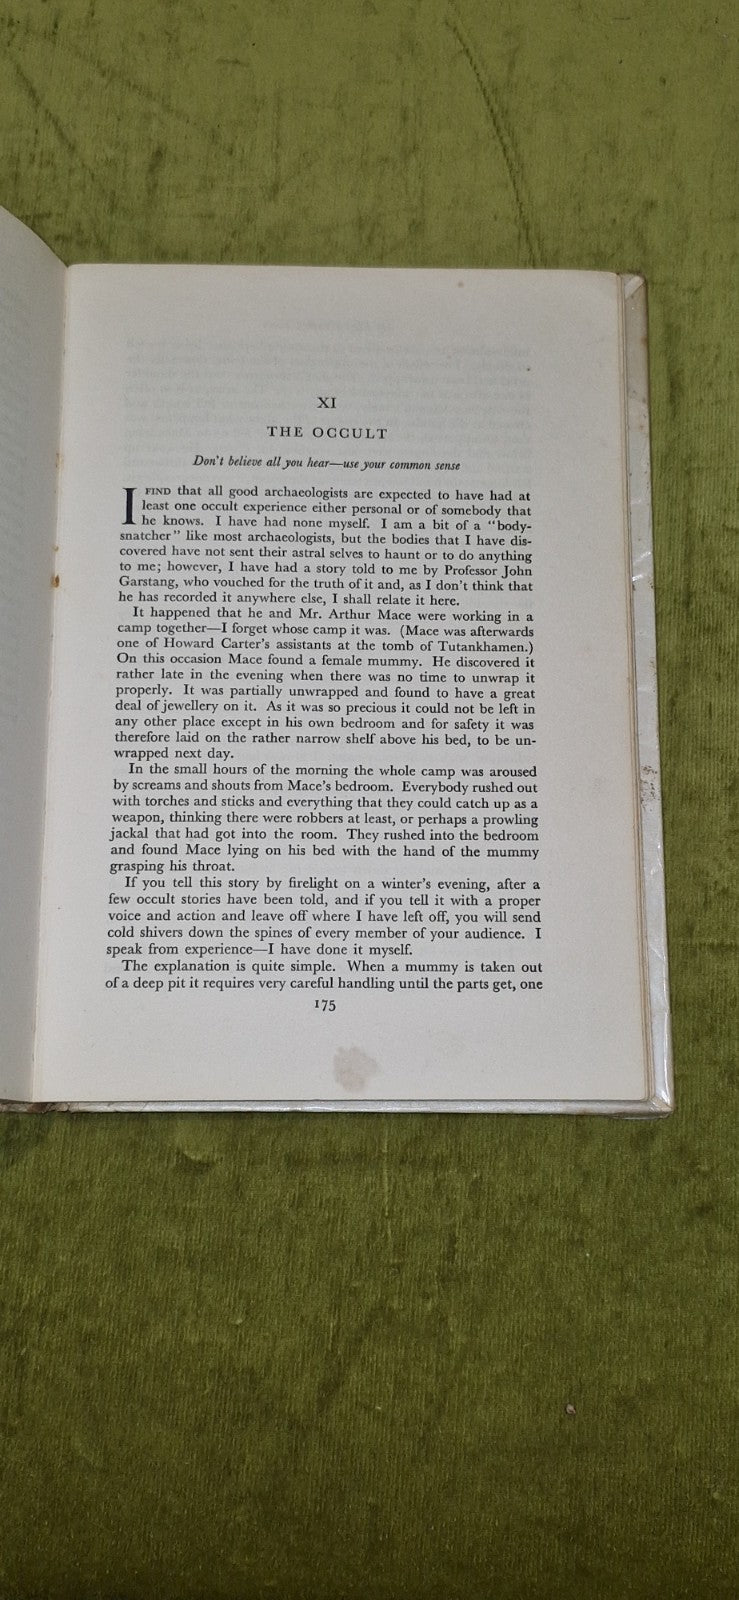 XI
THE OCCULT
Don't believe all you hear—use your common sense
I FIND that all good archaeologists are expected to have had at
least one occult experience either personal or of somebody that
he knows. I have had none myself. I am a bit of a "body-
snatcher" like most archaeologists, but the bodies that I have dis-
covered have not sent their astral selves to haunt or to do anything
to me; however, I have had a story told to me by Professor John
Garstang, who vouched for the truth of it and, as I don't think that
he has recorded it anywhere else, I shall relate it here.
It happened that he and Mr. Arthur Mace were working in a
camp together—I forget whose camp it was. (Mace was afterwards
one of Howard Carter's assistants at the tomb of Tutankhamen.)
On this occasion Mace found a female mummy. He discovered it
rather late in the evening when there was no time to unwrap it
properly. It was partially unwrapped and found to have a great
deal of jewellery on it. As it was so precious it could not be left in
any other place except in his own bedroom and for safety it was
therefore laid on the rather narrow shelf above his bed, to be un-
wrapped next day.
In the small hours of the morning the whole camp was aroused
by screams and shouts from Mace's bedroom. Everybody rushed out
with torches and sticks and everything that they could catch up as a
weapon, thinking there were robbers at least, or perhaps a prowling
jackal that had got into the room. They rushed into the bedroom
and found Mace lying on his bed with the hand of the mummy
grasping his throat.
If you tell this story by firelight on a winter's evening, after a
few occult stories have been told, and if you tell it with a proper
voice and action and leave off where I have left off, you will send
cold shivers down the spines of every member of your audience. I
speak from experience—I have done it myself.
The explanation is quite simple. When a mummy is taken out
of a deep pit it requires very careful handling until the parts get, one
175